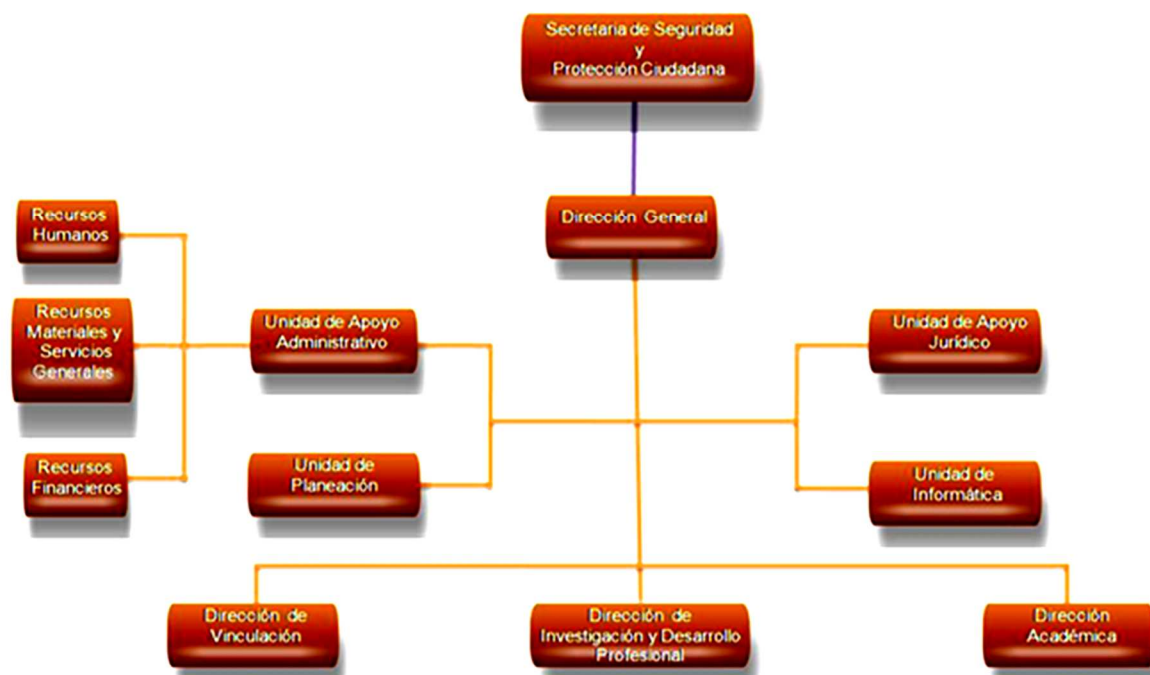 Secretaria de Seguridad
y
Protección Ciudadana
Dirección General
Recursos
Humanos
Recursos
Materiales y
Servicios
Generales
Recursos
Financieros
Unidad de Apoyo
Administrativo
Unidad de
Planeación
Unidad de Apoyo
Jurídico
Unidad de
Informática
Dirección de
Vinculación
Dirección de
Investigación y Desarrollo
Profesional
Dirección
Académica